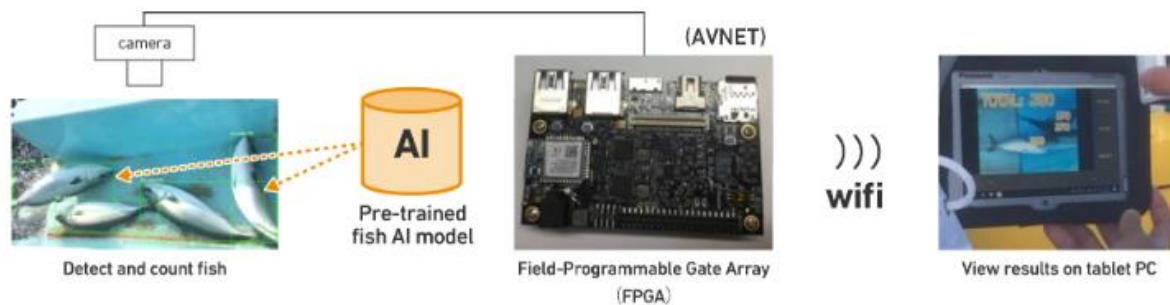 camera
(AVNET)
AI
wifi
Pre-trained
fish AI model
Detect and count fish
Field-Programmable Gate Array
(FPGA)
View results on tablet PC
Panasonic